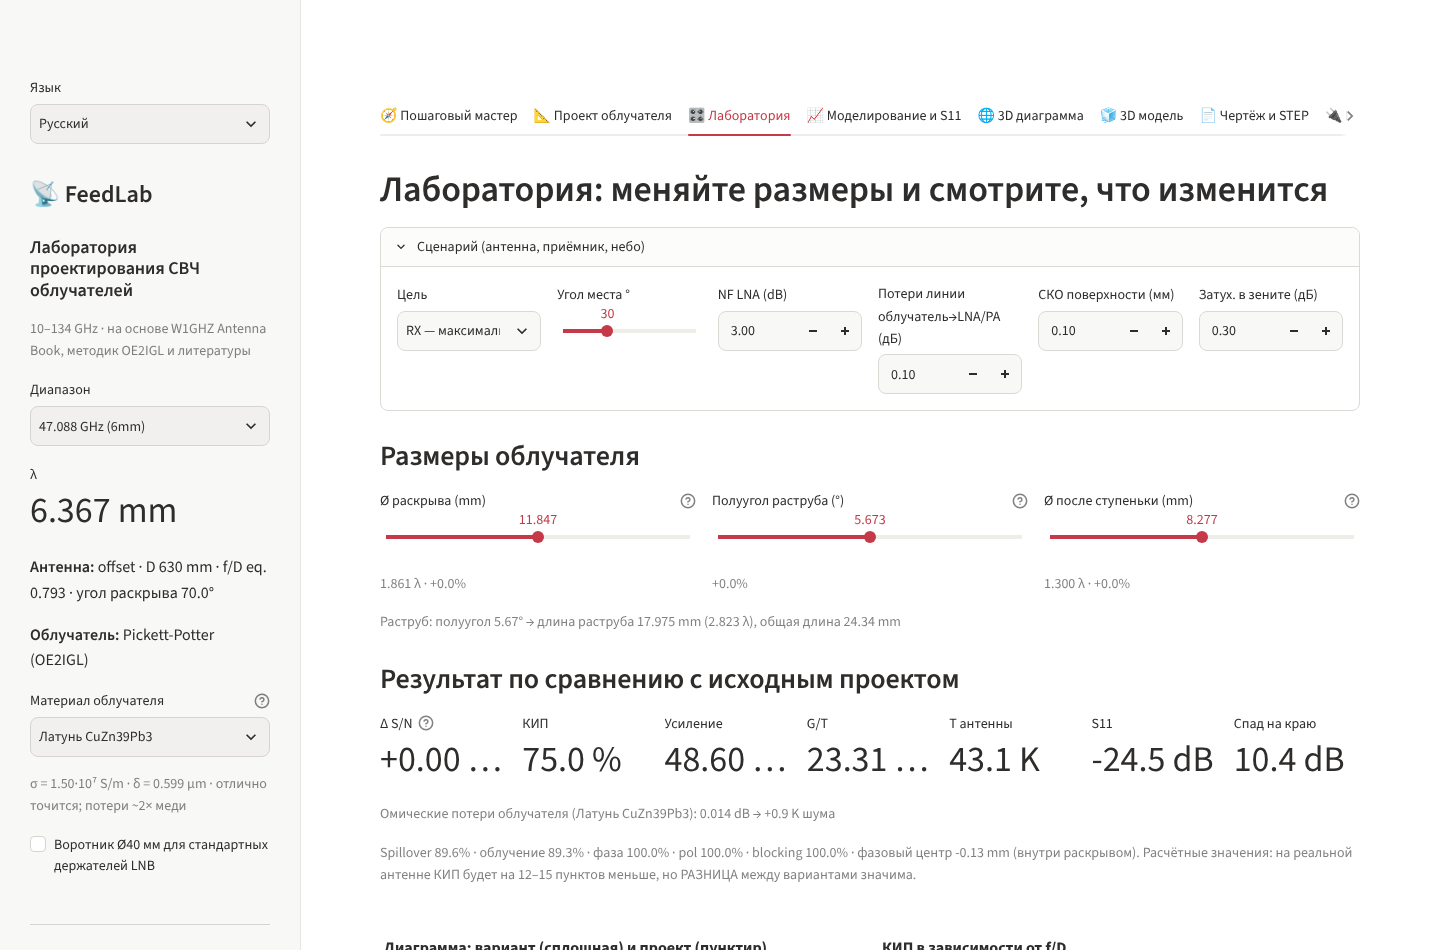 Язык
Русский
📡 FeedLab
Лаборатория
проектирования СВЧ
облучателей
10–134 GHz · на основе W1GHZ Antenna
Book, методик OE2IGL и литературы
Диапазон
47.088 GHz (6mm)
λ
6.367 mm
Антенна: offset · D 630 mm · f/D eq.
0.793 · угол раскрыва 70.0°
Облучатель: Pickett-Potter
(OE2IGL)
Материал облучателя
Латунь CuZn39Pb3
σ = 1.50·10⁷ S/m · δ = 0.599 µm · отлично
точится; потери ~2× меди
Воротник Ø40 мм для стандартных
держателей LNB
🧭 Пошаговый мастер 📐 Проект облучателя 🎛️ Лаборатория 📈 Моделирование и S11 🌐 3D диаграмма 🧊 3D модель 📄 Чертёж и STEP 🔌
Лаборатория: меняйте размеры и смотрите, что изменится
Сценарий (антенна, приёмник, небо)
Цель
RX — максимал
Угол места °
30
NF LNA (dB)
3.00
Потери линии
облучатель→LNA/PA
(дБ)
0.10
СКО поверхности (мм)
0.10
Затух. в зените (дБ)
0.30
Размеры облучателя
Ø раскрыва (mm)
11.847
1.861 λ · +0.0%
Полуугол раструба (°)
5.673
+0.0%
Ø после ступеньки (mm)
8.277
1.300 λ · +0.0%
Раструб: полуугол 5.67° → длина раструба 17.975 mm (2.823 λ), общая длина 24.34 mm
Результат по сравнению с исходным проектом
Δ S/N
+0.00 …
КИП
75.0 %
Усиление
48.60 …
G/T
23.31 …
T антенны
43.1 K
S11
-24.5 dB
Спад на краю
10.4 dB
Омические потери облучателя (Латунь CuZn39Pb3): 0.014 dB → +0.9 K шума
Spillover 89.6% · облучение 89.3% · фаза 100.0% · pol 100.0% · blocking 100.0% · фазовый центр -0.13 mm (внутри раскрывом). Расчётные значения: на реальной
антенне КИП будет на 12–15 пунктов меньше, но РАЗНИЦА между вариантами значима.
Диаграмма: вариант (сплошная) и проект (пунктир)
КИП в зависимости от f/D